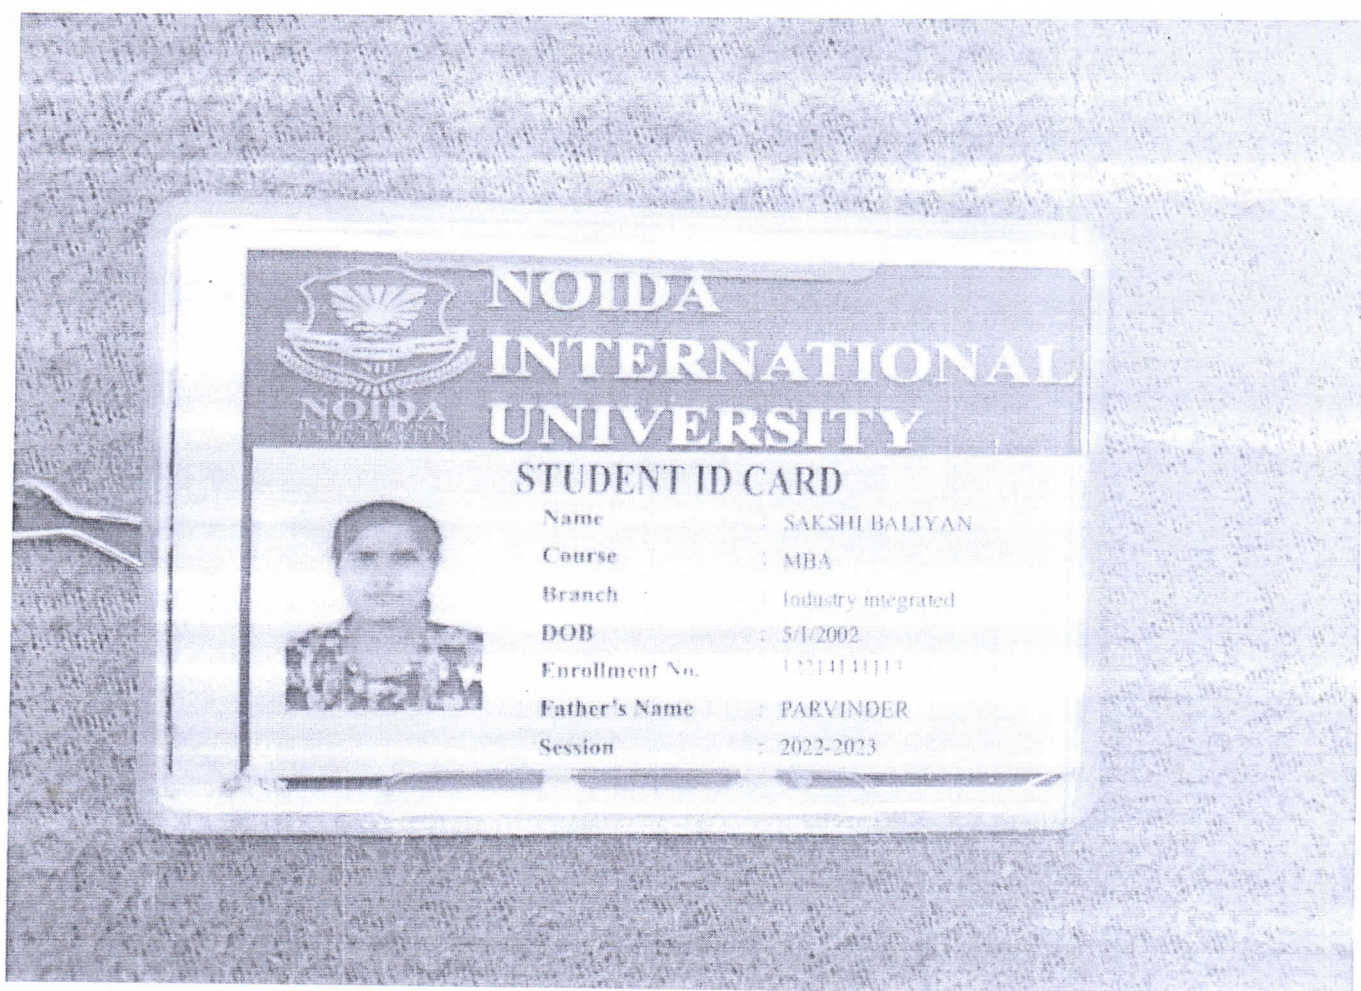 NOIDA
INTERNATIONAL
UNIVERSITY
NOIDA
STUDENT ID CARD
Name : SAKSHI BALIYAN
Course : MBA
Branch : Industry integrated
DOB : 5/1/2002
Enrollment No.
Father's Name : PARVINDER
Session : 2022-2023